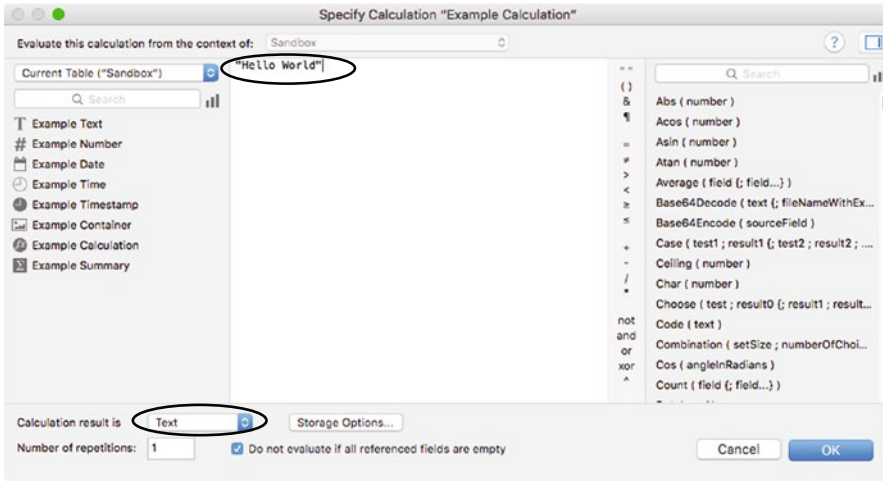 Specify Calculation “Example Calculation”
Evaluate this calculation from the context of: Sandbox ?
Current Table (“Sandbox”)
Search
T Example Text
# Example Number
Example Date
Example Time
Example Timestamp
Example Container
Example Calculation
Σ Example Summary
"Hello World"
" "
( )
&
¶
=
≠
>
<
≥
≤
+
-
/
*
not
and
or
xor
^
Search
Abs ( number )
Acos ( number )
Asin ( number )
Atan ( number )
Average ( field {; field...} )
Base64Decode ( text {; fileNameWithEx...
Base64Encode ( sourceField )
Case ( test1 ; result1 {; test2 ; result2 ; ....
Ceiling ( number )
Char ( number )
Choose ( test ; result0 {; result1 ; result...
Code ( text )
Combination ( setSize ; numberOfChoi...
Cos ( angleInRadians )
Count ( field {; field...} )
Calculation result is Text Storage Options...
Number of repetitions: 1 Do not evaluate if all referenced fields are empty Cancel OK